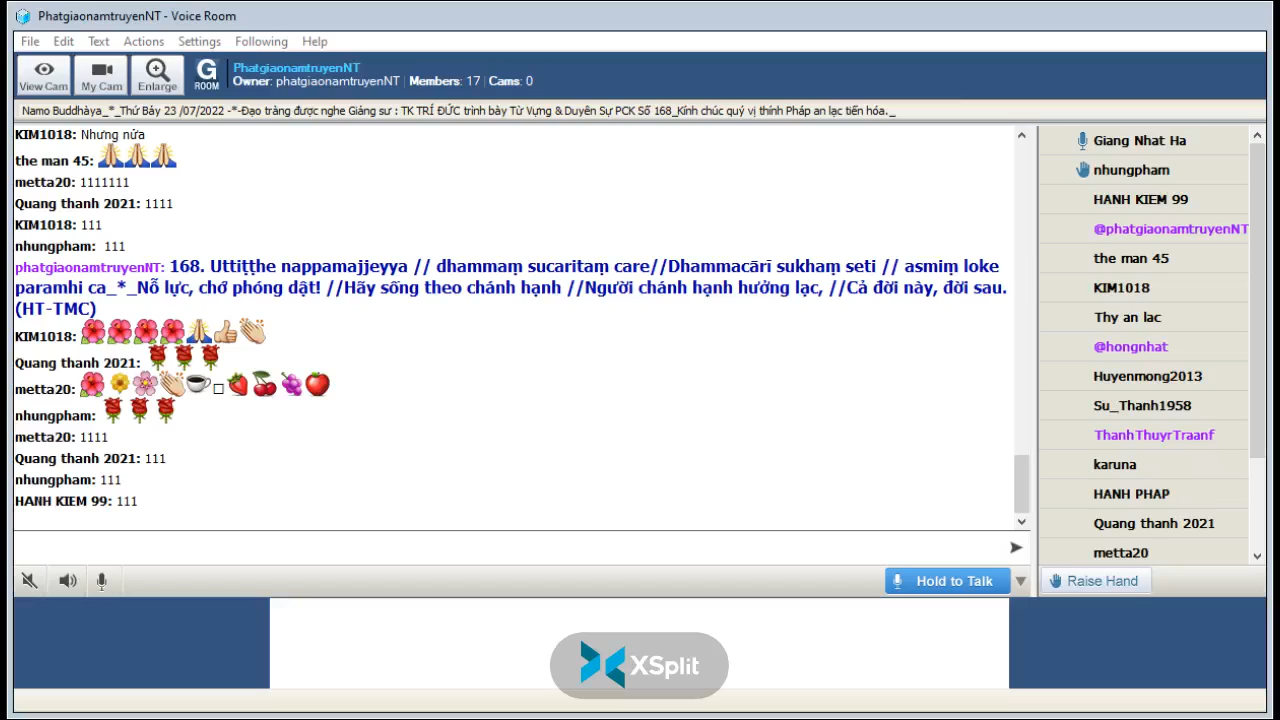 PhatgiaonamtruyenNT - Voice Room
File Edit Text Actions Settings Following Help
View Cam
My Cam
Enlarge
G ROOM
PhatgiaonamtruyenNT
Owner: phatgiaonamtruyenNT | Members: 17 | Cams: 0
Namo Buddhàya_*_Thứ Bảy 23 /07/2022 -*-Đạo tràng được nghe Giảng sư : TK TRÍ ĐỨC trình bày Từ Vựng & Duyên Sự PCK Số 168_Kính chúc quý vị thính Pháp an lạc tiến hóa._
KIM1018: Nhưng nửa
the man 45: 🙏🙏🙏
metta20: 1111111
Quang thanh 2021: 1111
KIM1018: 111
nhungpham: 111
phatgiaonamtruyenNT: 168. Uttiṭṭhe nappamajjeyya // dhammaṃ sucaritaṃ care//Dhammacārī sukhaṃ seti // asmiṃ loke
paramhi ca_*_Nỗ lực, chớ phóng dật! //Hãy sống theo chánh hạnh //Người chánh hạnh hưởng lạc, //Cả đời này, đời sau.
(HT-TMC)
KIM1018: 🌺🌺🌺🌺🙏👍👏
Quang thanh 2021: 🌹🌹🌹
metta20: 🌺🌼🌸👏☕□🍓🍒🍇🍎
nhungpham: 🌹🌹🌹
metta20: 1111
Quang thanh 2021: 111
nhungpham: 111
HANH KIEM 99: 111
Hold to Talk
Giang Nhat Ha
nhungpham
HANH KIEM 99
@phatgiaonamtruyenNT
the man 45
KIM1018
Thy an lac
@hongnhat
Huyenmong2013
Su_Thanh1958
ThanhThuyrTraanf
karuna
HANH PHAP
Quang thanh 2021
metta20
Raise Hand
XSplit